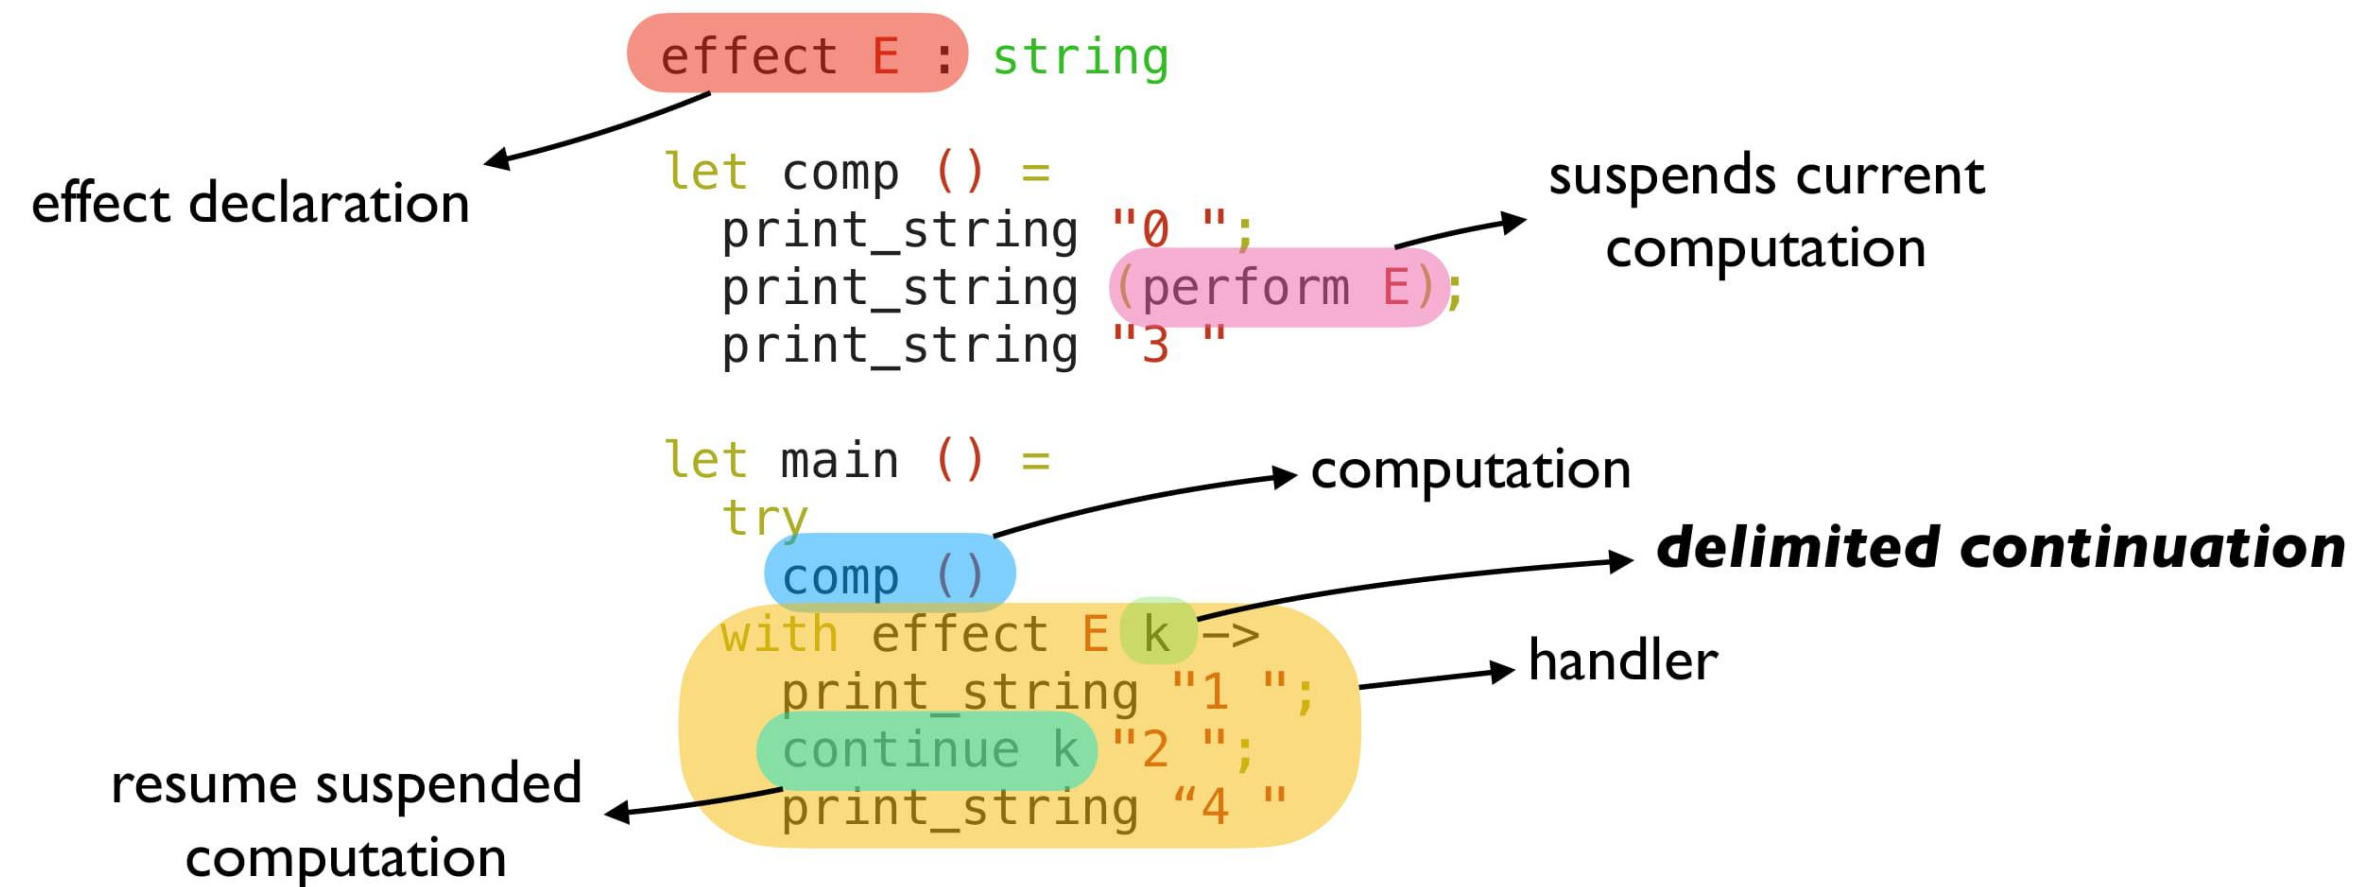 effect E : string
effect declaration
let comp () =
print_string "0 ";
print_string (perform E);
print_string "3 "
suspends current
computation
let main () =
try
comp ()
with effect E k ->
print_string "1 ";
continue k "2 ";
print_string “4 "
computation
delimited continuation
handler
resume suspended
computation